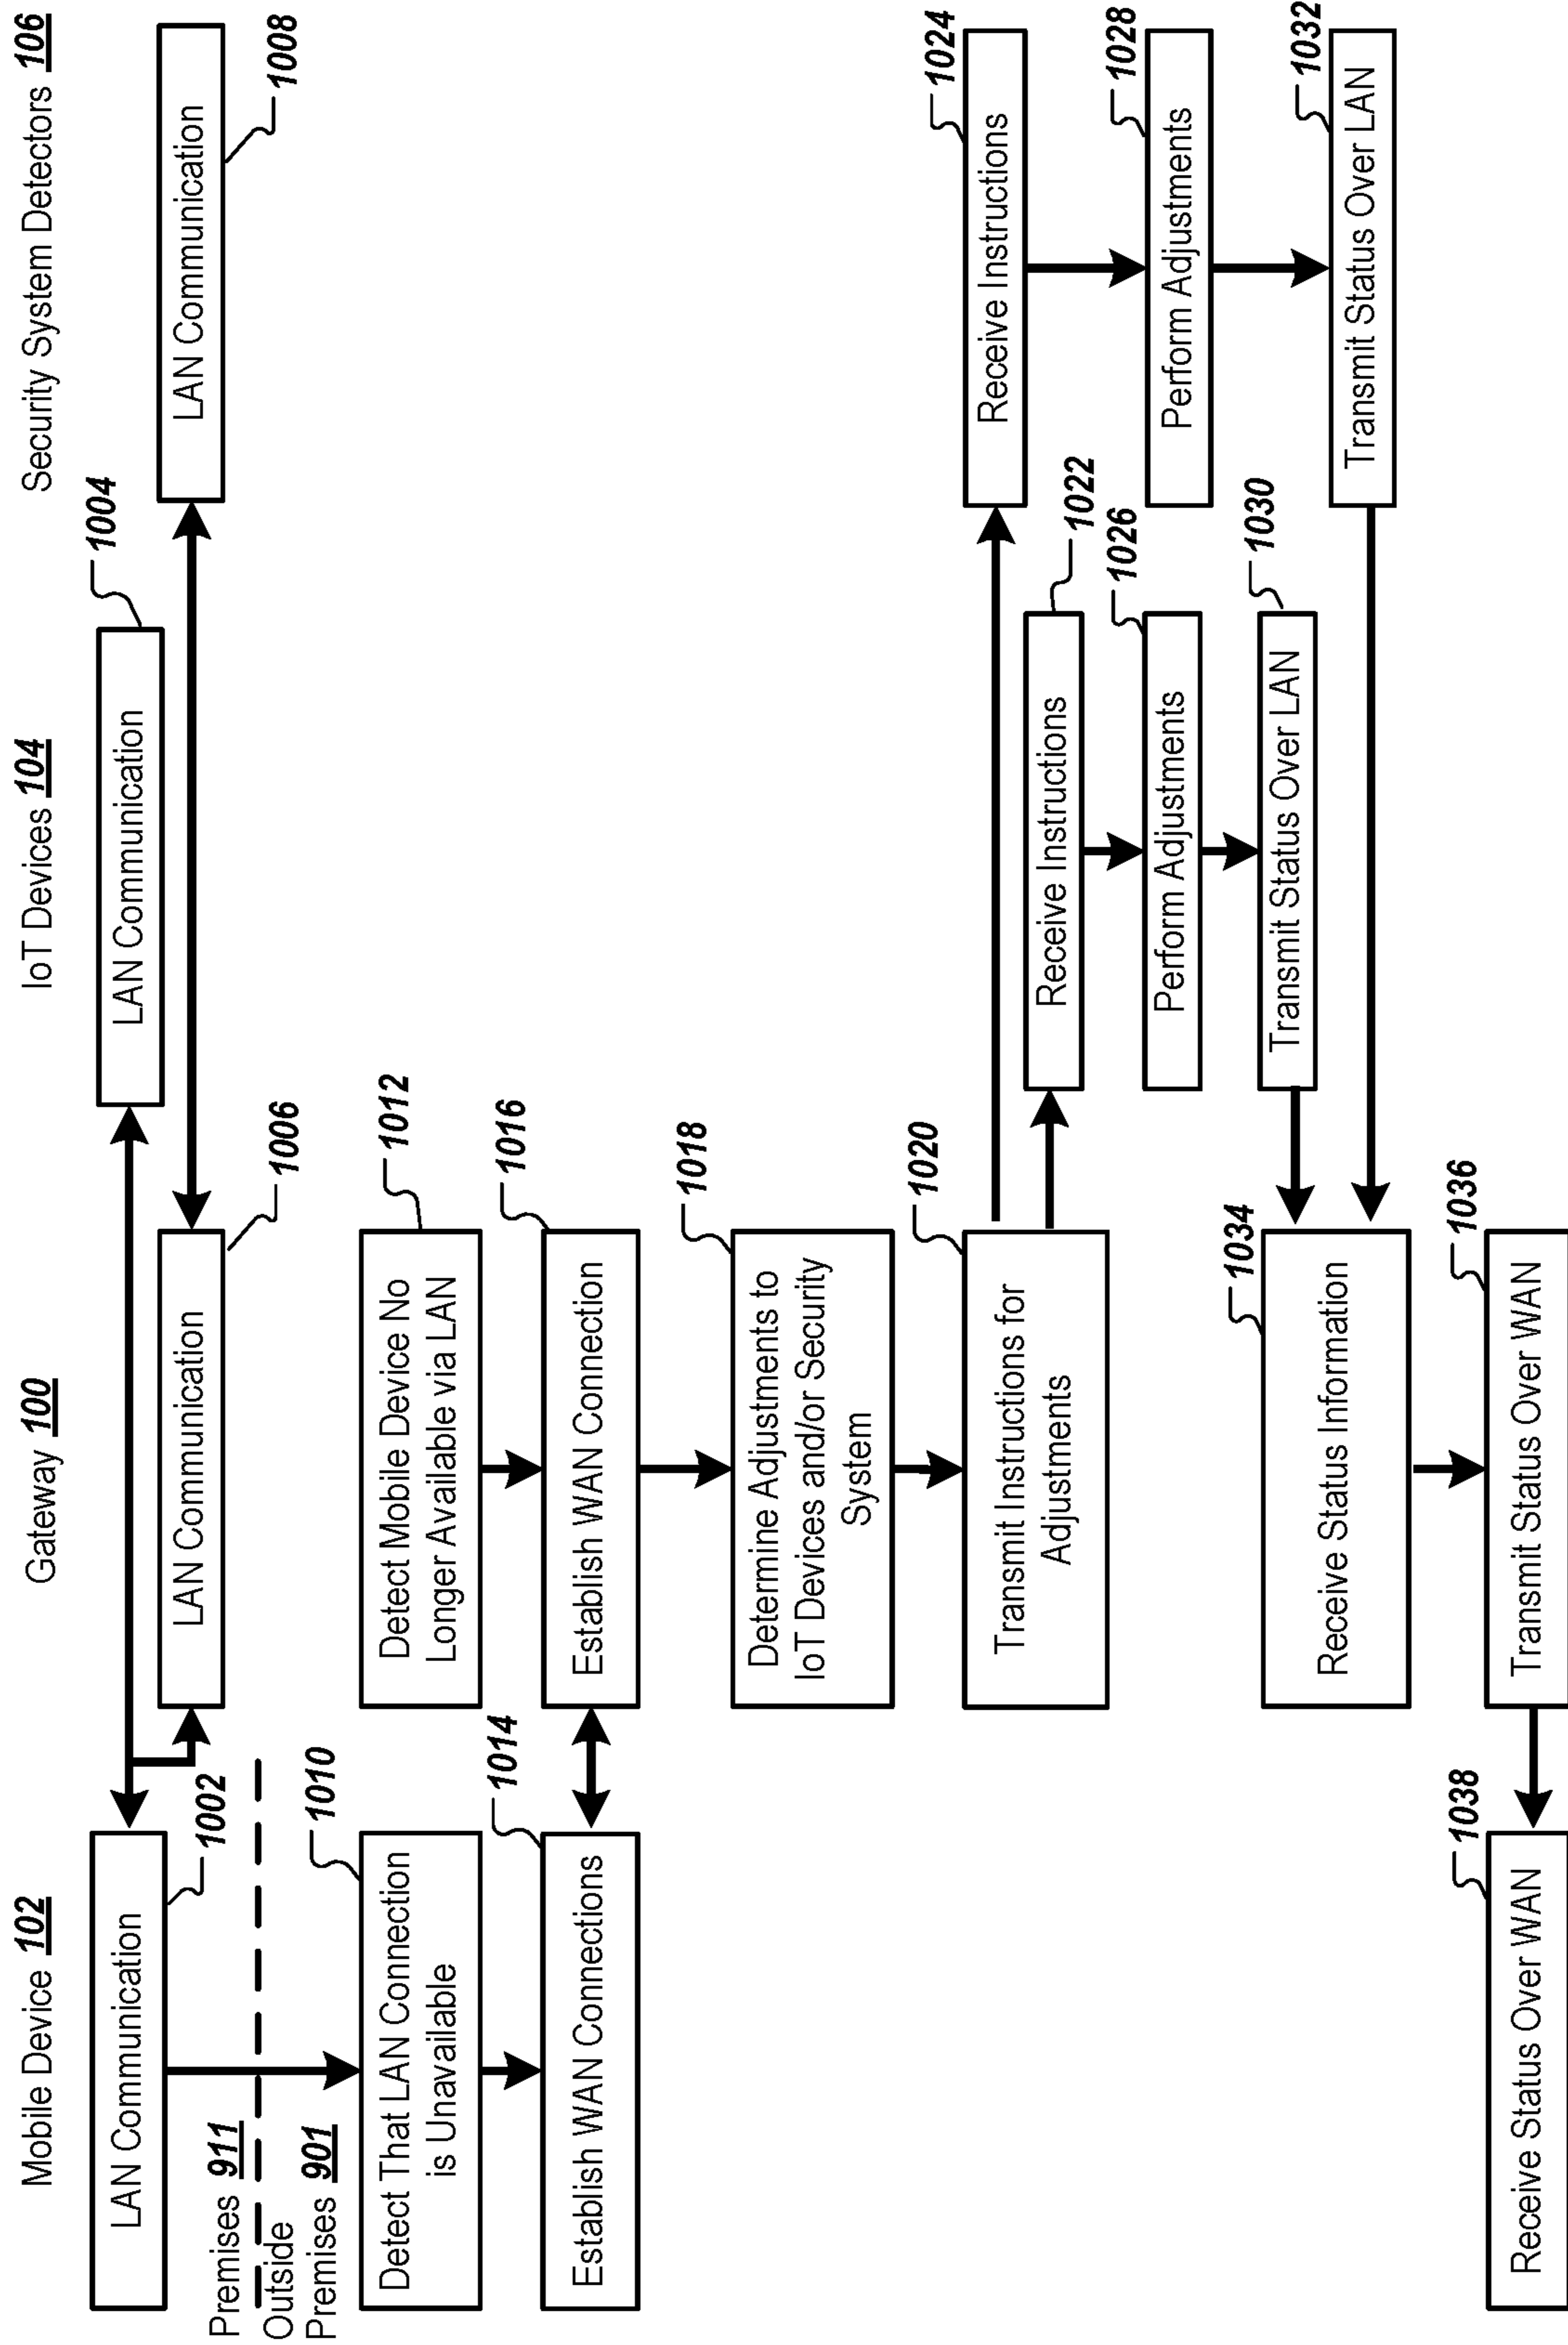 Mobile Device 102
Gateway 100
IoT Devices 104
Security System Detectors 106
LAN Communication
1002
LAN Communication
1004
LAN Communication
1006
LAN Communication
1008
Premises 911
Outside
Premises 901
Detect That LAN Connection
is Unavailable
1010
Detect Mobile Device No
Longer Available via LAN
1012
Establish WAN Connections
1014
Establish WAN Connection
1016
Determine Adjustments to
IoT Devices and/or Security
System
1018
Transmit Instructions for
Adjustments
1020
Receive Instructions
1022
Receive Instructions
1024
Perform Adjustments
1026
Perform Adjustments
1028
Transmit Status Over LAN
1030
Transmit Status Over LAN
1032
Receive Status Information
1034
Transmit Status Over WAN
1036
Receive Status Over WAN
1038